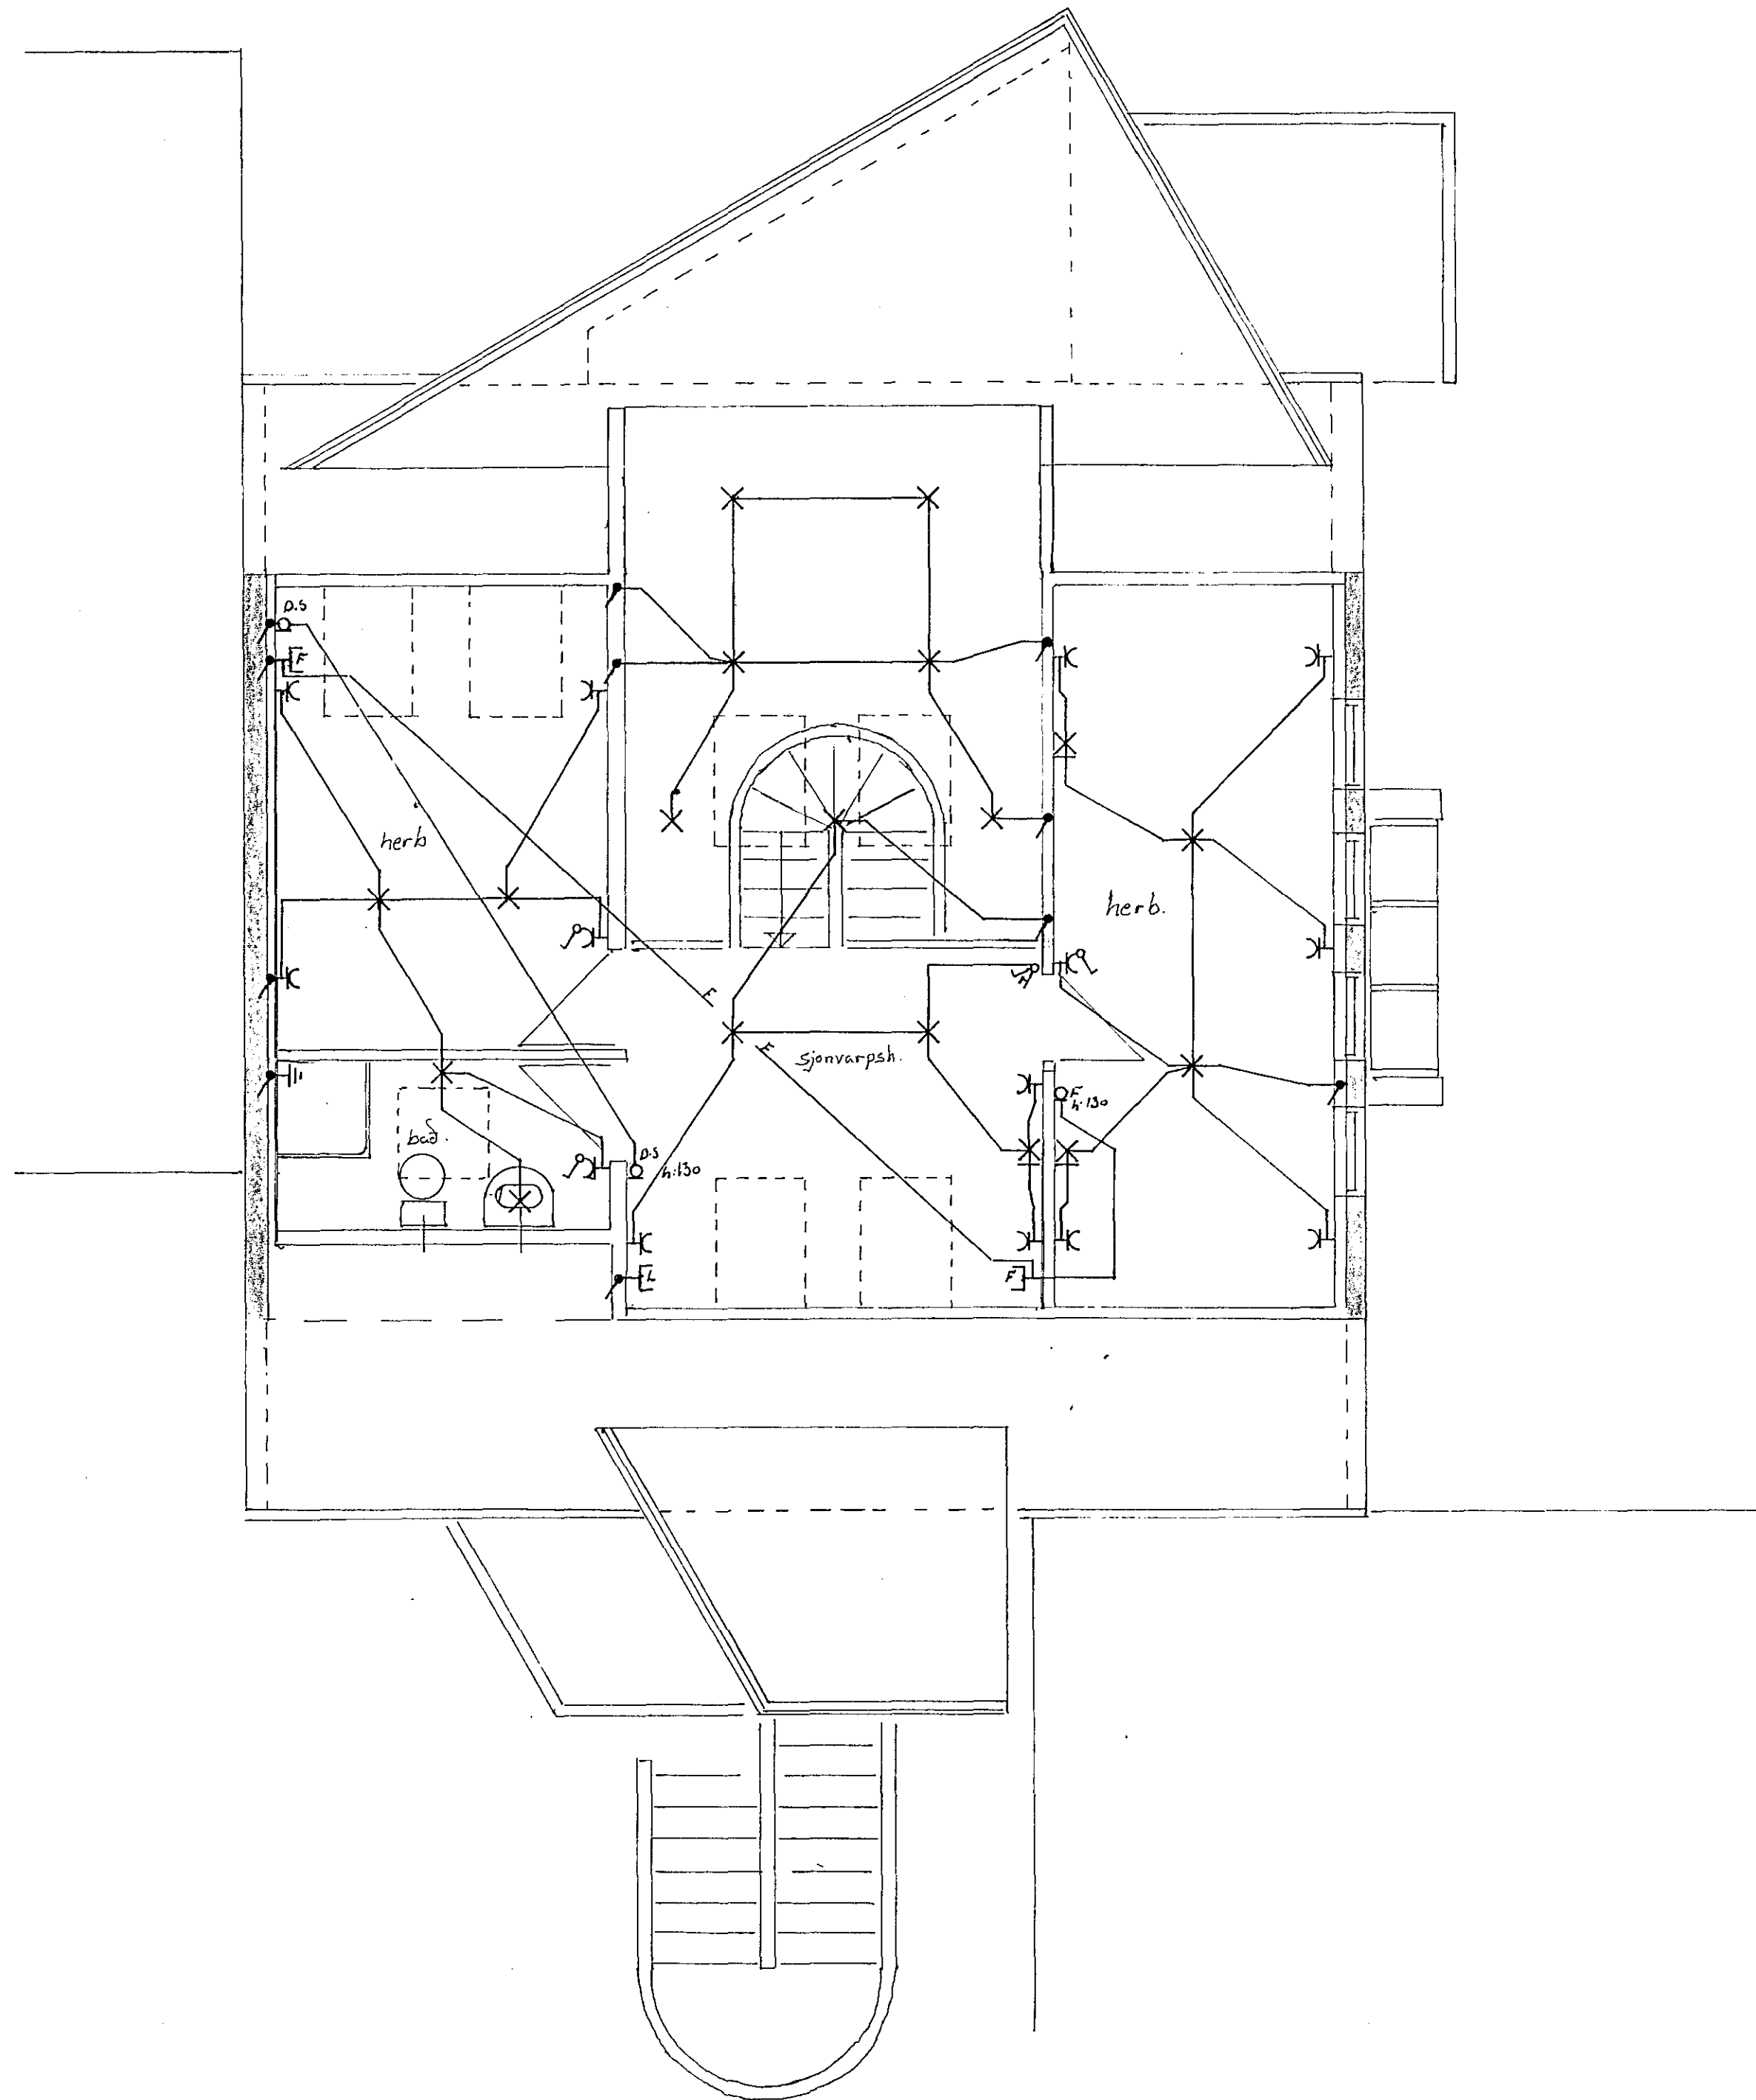 D.S
F
herb
herb.
F
F
sjonvarpsh.
F
h:130
bað.
D.S
h:130
L
F